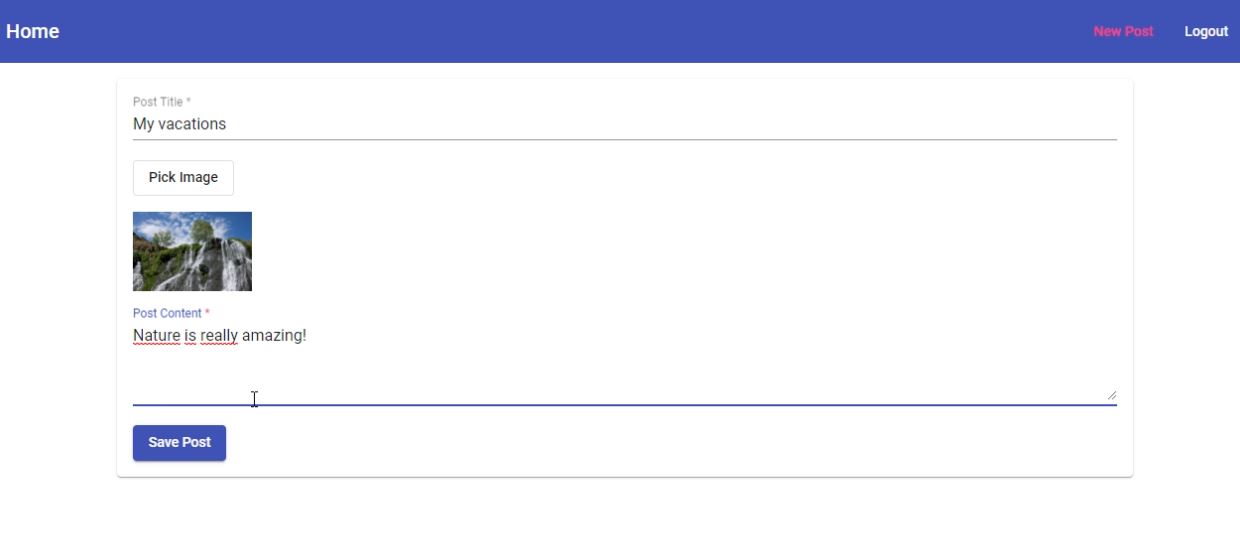 Home
New Post
Logout
Post Title *
My vacations
Pick Image
Post Content *
Nature is really amazing!
Save Post